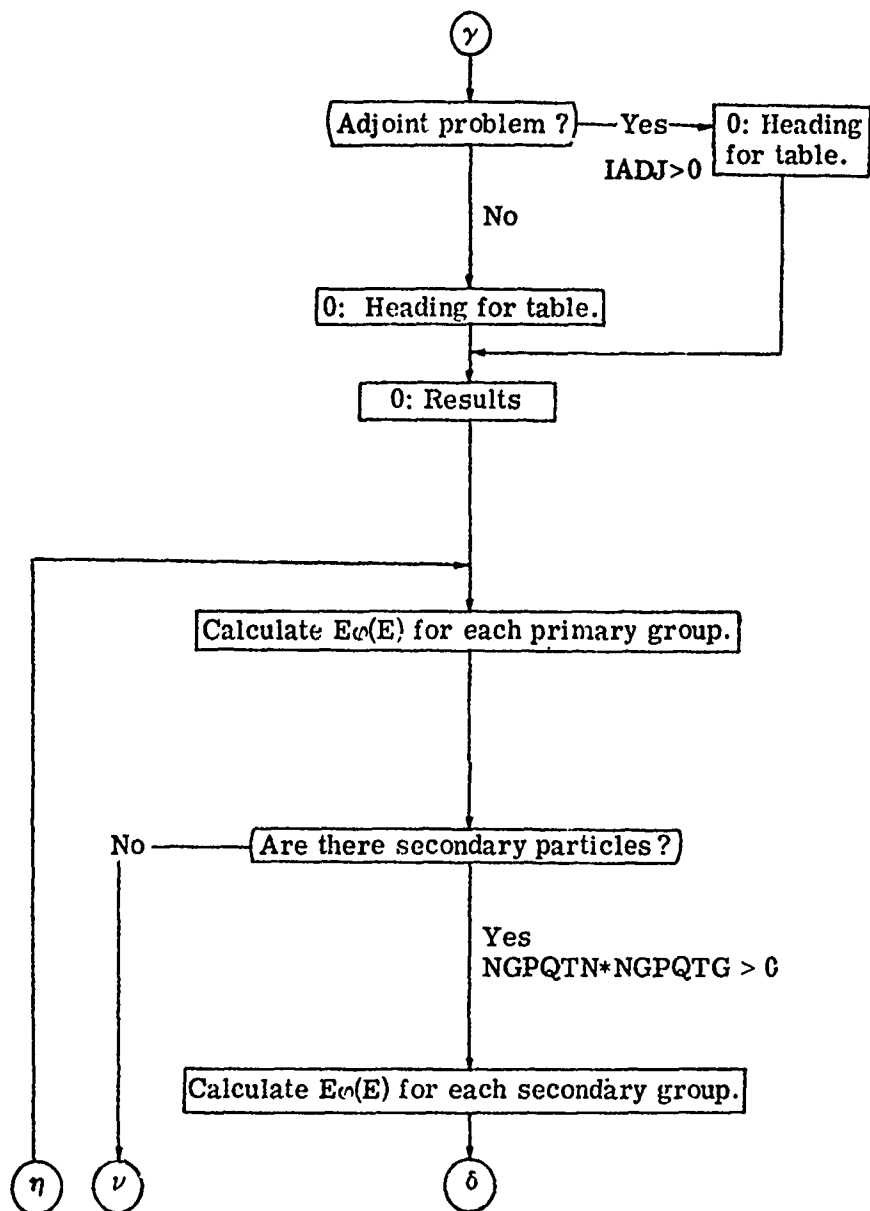 γ
Adjoint problem ?
Yes
0: Heading
for table.
IADJ>0
No
0: Heading for table.
0: Results
Calculate Eφ(E) for each primary group.
No
Are there secondary particles ?
Yes
NGPQTN*NGPQTG > 0
Calculate Eφ(E) for each secondary group.
η
ν
δ